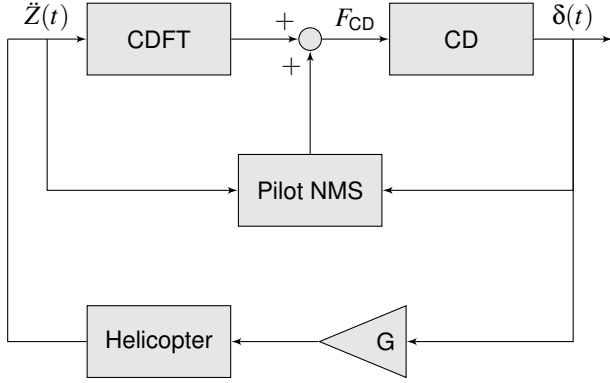 Z̈(t)
CDFT
+
+
F_CD
CD
δ(t)
Pilot NMS
Helicopter
G